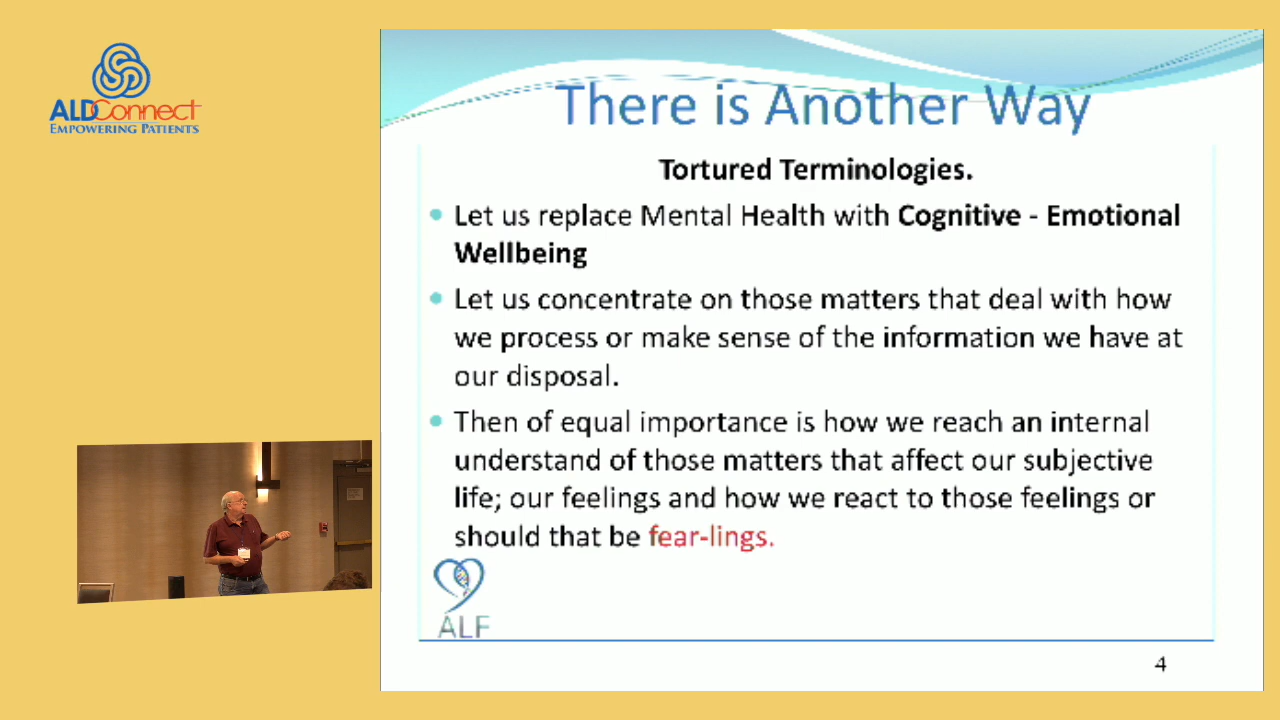 ALDConnect
EMPOWERING PATIENTS
There is Another Way
Tortured Terminologies.
• Let us replace Mental Health with Cognitive - Emotional
Wellbeing
• Let us concentrate on those matters that deal with how
we process or make sense of the information we have at
our disposal.
• Then of equal importance is how we reach an internal
understand of those matters that affect our subjective
life; our feelings and how we react to those feelings or
should that be fear-lings.
ALF
4